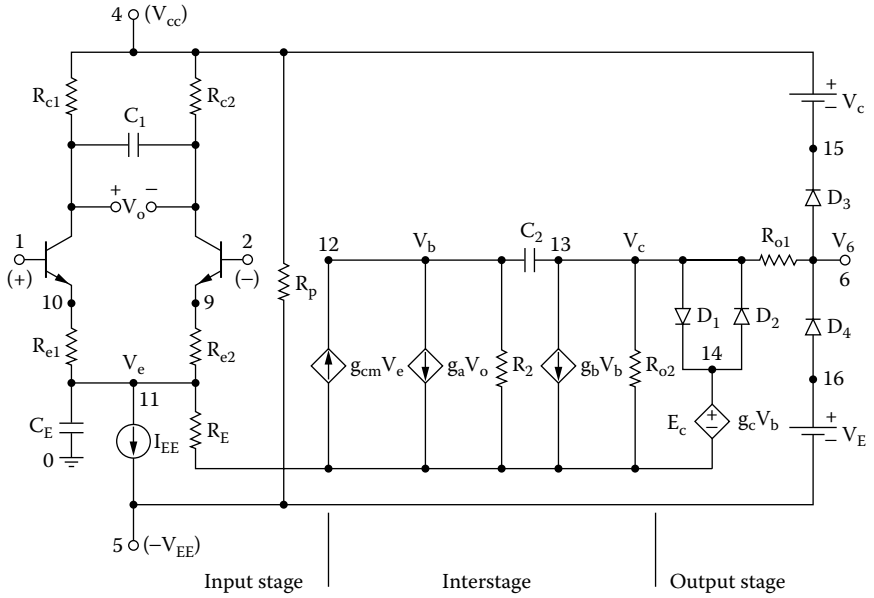 4 (Vcc)
Rc1
Rc2
C1
+ Vo −
+
−
Vc
15
D3
1
(+)
2
(−)
10
9
Rp
12
Vb
C2
13
Vc
Ro1
V6
6
Re1
Re2
D1
D2
D4
Ve
11
gcmVe
gaVo
R2
gbVb
Ro2
14
16
CE
0
IEE
RE
Ec
+
−
gcVb
+
−
VE
5 (−VEE)
Input stage
Interstage
Output stage